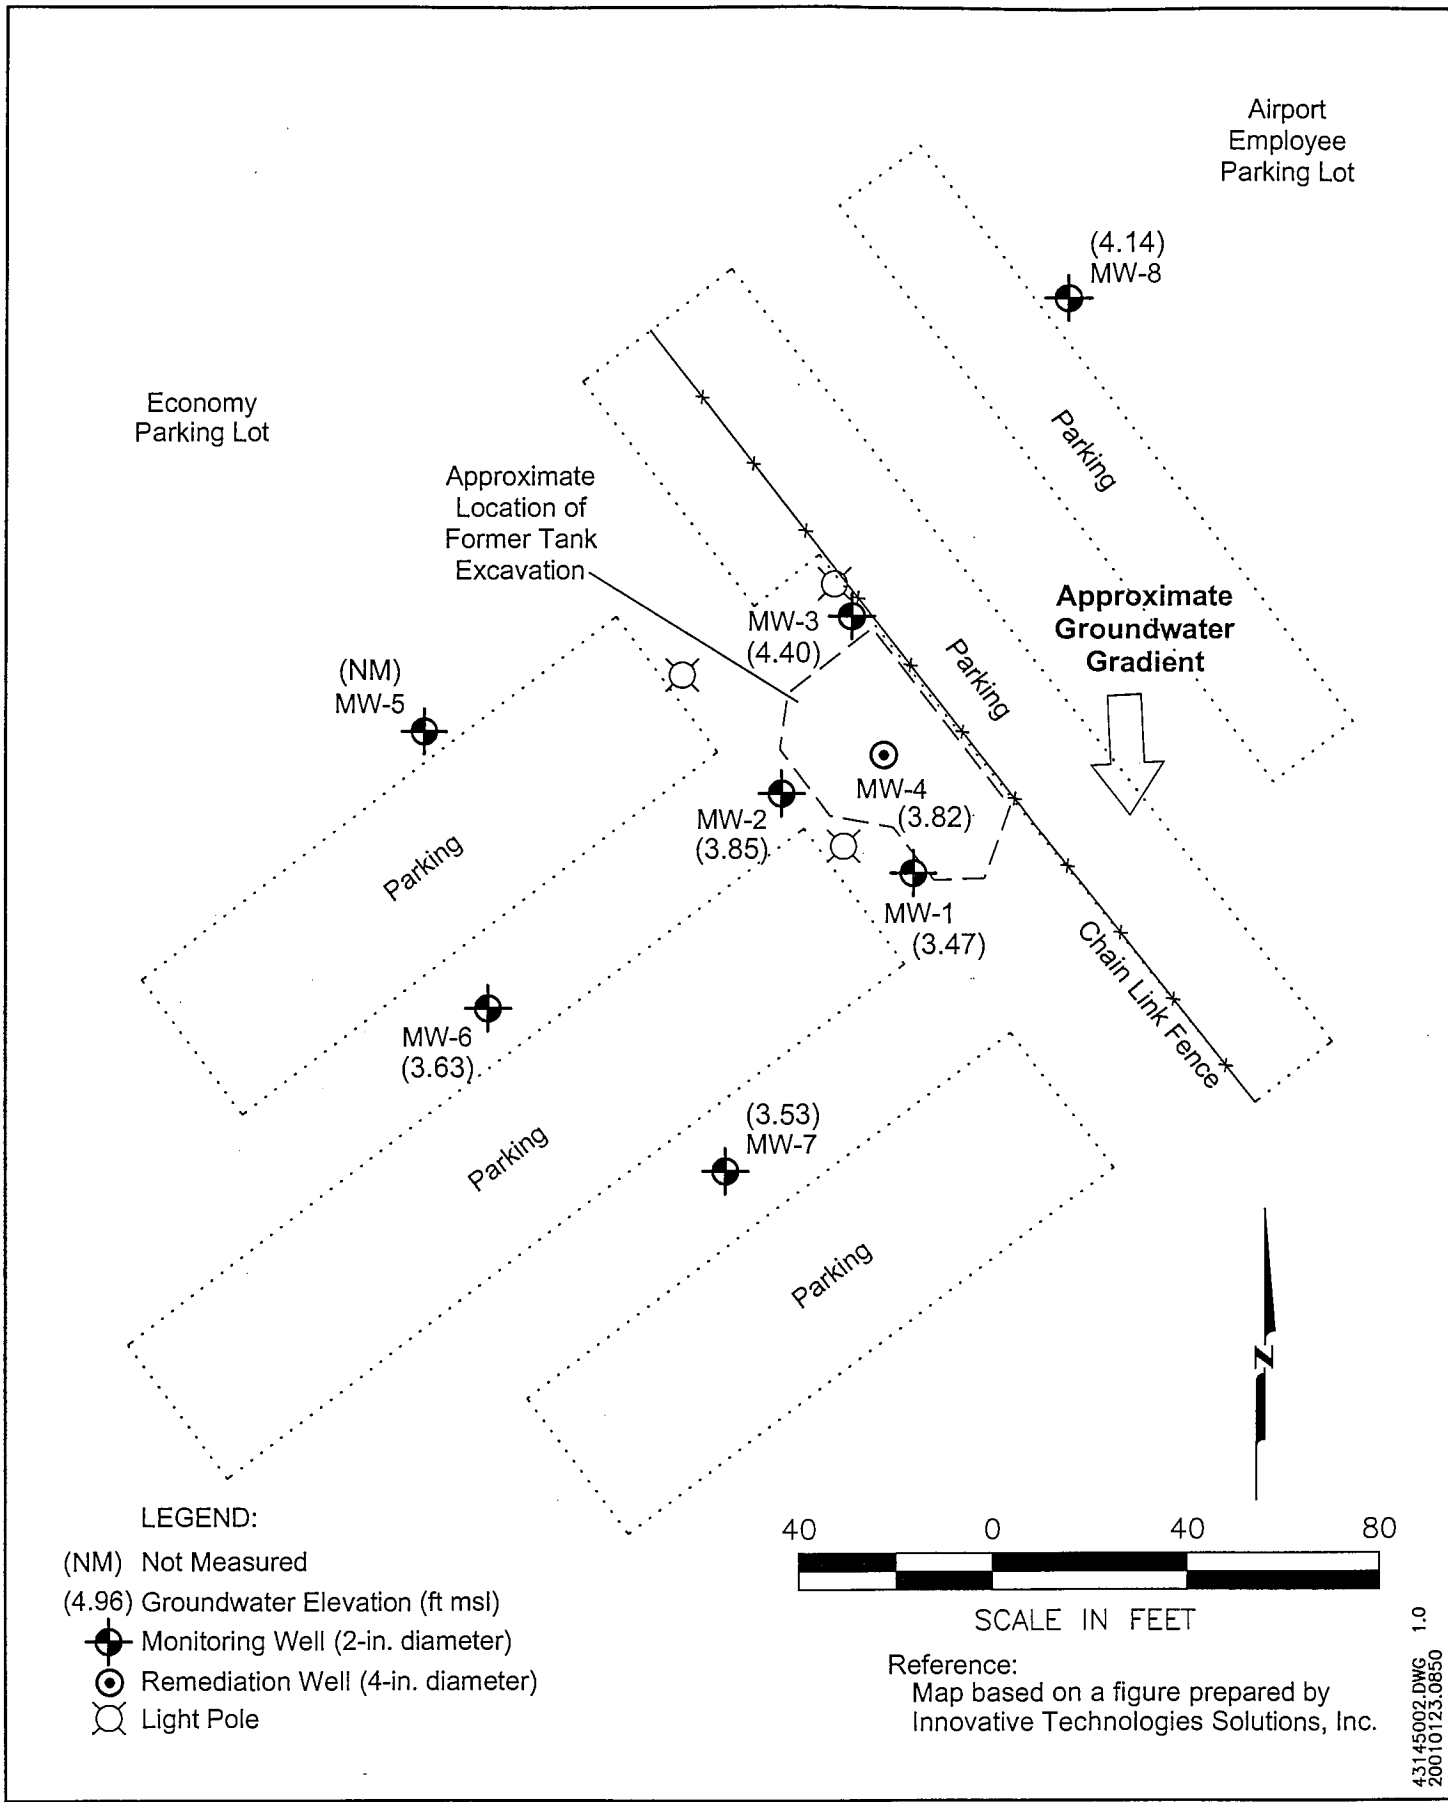 Airport
Employee
Parking Lot
(4.14)
MW-8
Economy
Parking Lot
Parking
Approximate
Location of
Former Tank
Excavation
Approximate
Groundwater
Gradient
MW-3
(4.40)
Parking
(NM)
MW-5
MW-4
(3.82)
MW-2
(3.85)
Parking
MW-1
(3.47)
Chain Link Fence
MW-6
(3.63)
(3.53)
MW-7
Parking
Parking
N
LEGEND:
(NM) Not Measured
(4.96) Groundwater Elevation (ft msl)
Monitoring Well (2-in. diameter)
Remediation Well (4-in. diameter)
Light Pole
40 0 40 80
SCALE IN FEET
Reference:
Map based on a figure prepared by
Innovative Technologies Solutions, Inc.
43145002.DWG 1.0
20010123.0850